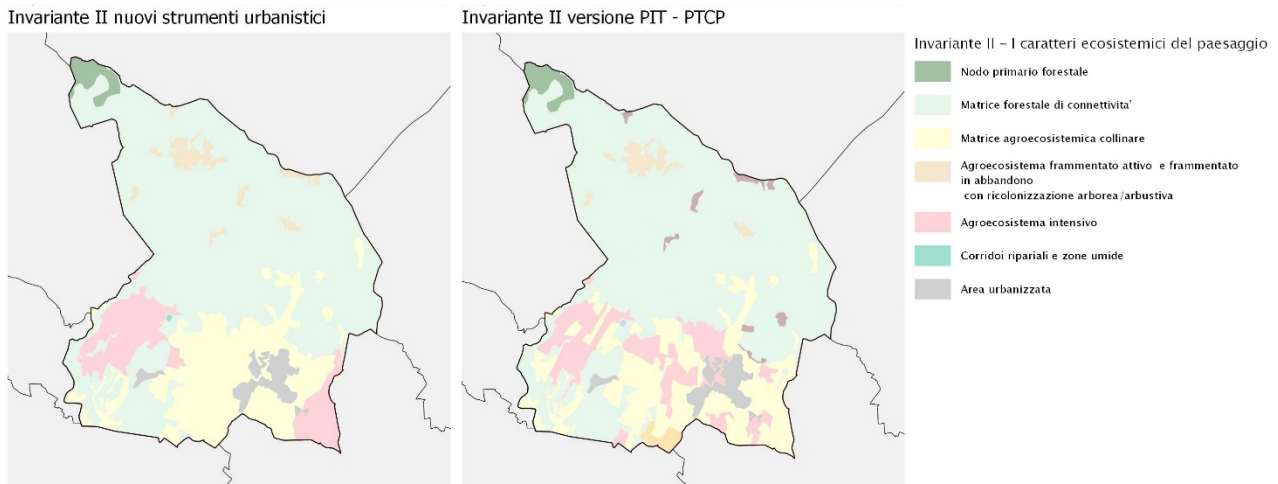 Invariante II nuovi strumenti urbanistici
Invariante II versione PIT - PTCP
Invariante II – I caratteri ecosistemici del paesaggio
Nodo primario forestale
Matrice forestale di connettivita'
Matrice agroecosistemica collinare
Agroecosistema frammentato attivo e frammentato
in abbandono
con ricolonizzazione arborea/arbustiva
Agroecosistema intensivo
Corridoi ripariali e zone umide
Area urbanizzata